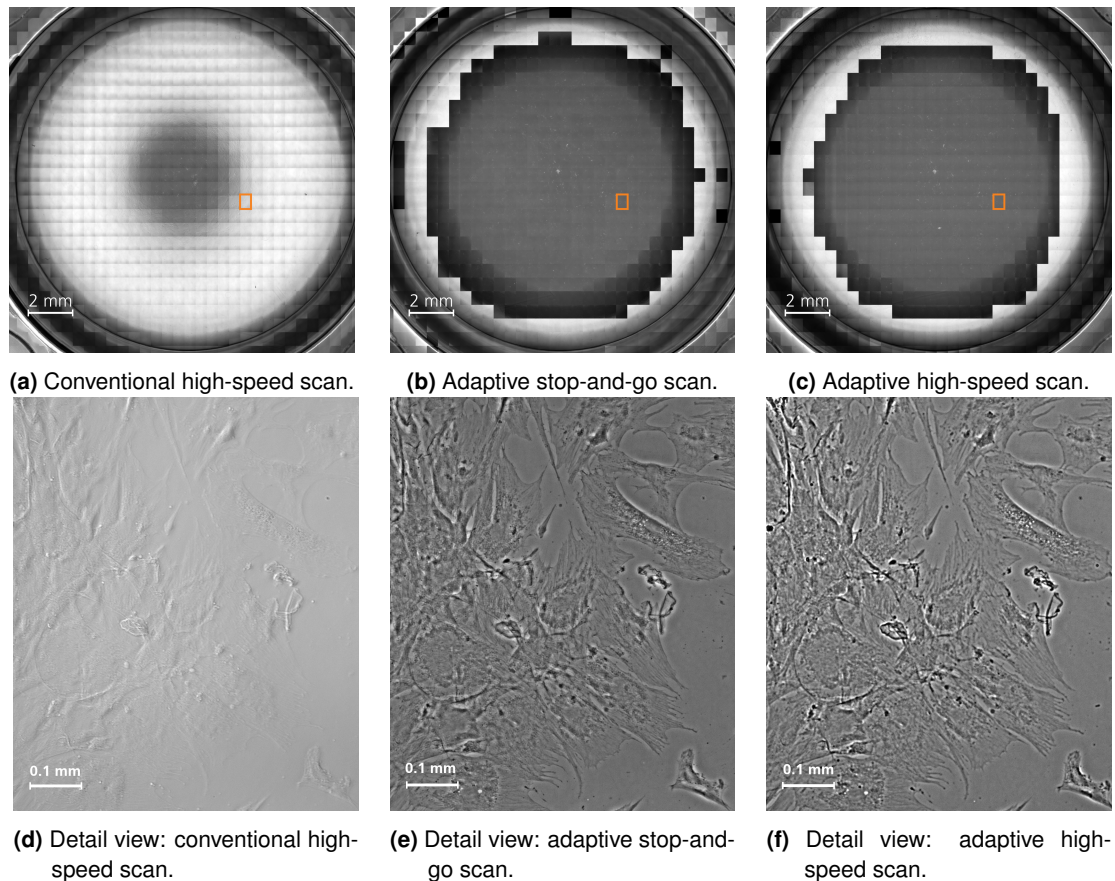 2 mm
2 mm
2 mm
(a) Conventional high-speed scan.
(b) Adaptive stop-and-go scan.
(c) Adaptive high-speed scan.
0.1 mm
0.1 mm
0.1 mm
(d) Detail view: conventional high-
speed scan.
(e) Detail view: adaptive stop-and-
go scan.
(f) Detail view: adaptive high-
speed scan.